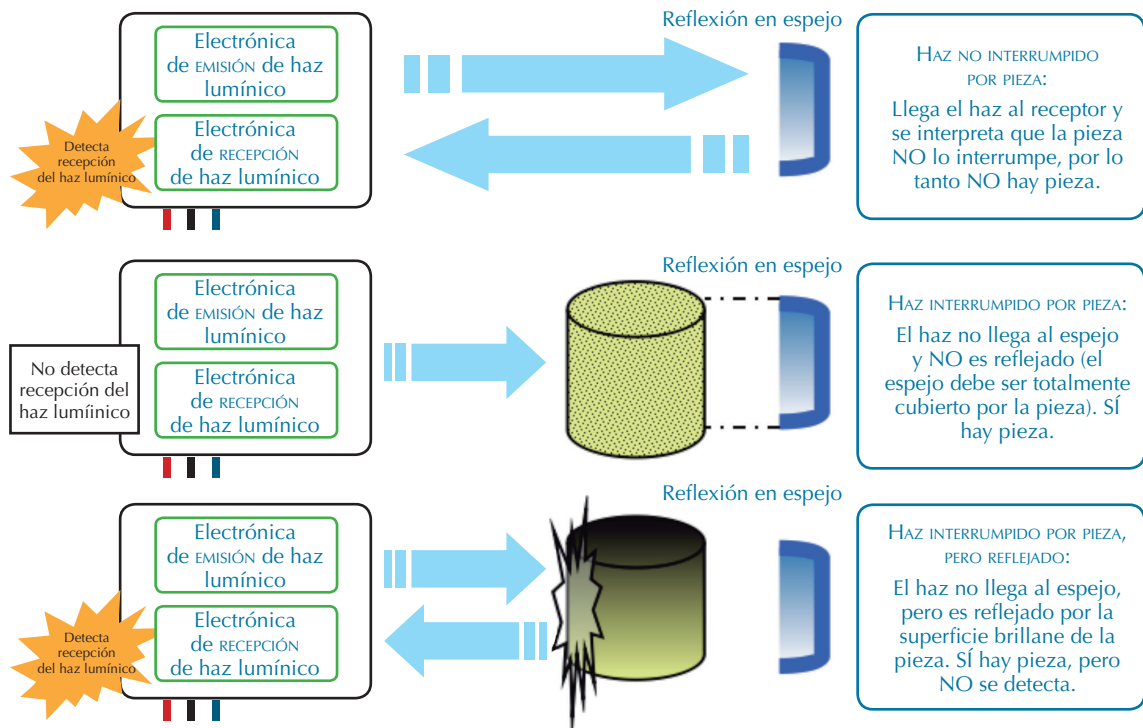 Reflexión en espejo
Electrónica
de EMISIÓN de haz
lumínico
Electrónica
de RECEPCIÓN
de haz lumínico
Detecta
recepción
del haz lumínico
HAZ NO INTERRUMPIDO
POR PIEZA:
Llega el haz al receptor y
se interpreta que la pieza
NO lo interrumpe, por lo
tanto NO hay pieza.
Reflexión en espejo
Electrónica
de EMISIÓN de haz
lumínico
Electrónica
de RECEPCIÓN
de haz lumínico
No detecta
recepción del
haz lumíinico
HAZ INTERRUMPIDO POR PIEZA:
El haz no llega al espejo
y NO es reflejado (el
espejo debe ser totalmente
cubierto por la pieza). SÍ
hay pieza.
Reflexión en espejo
Electrónica
de EMISIÓN de haz
lumínico
Electrónica
de RECEPCIÓN
de haz lumínico
Detecta
recepción
del haz lumínico
HAZ INTERRUMPIDO POR PIEZA,
PERO REFLEJADO:
El haz no llega al espejo,
pero es reflejado por la
superficie brillane de la
pieza. SÍ hay pieza, pero
NO se detecta.